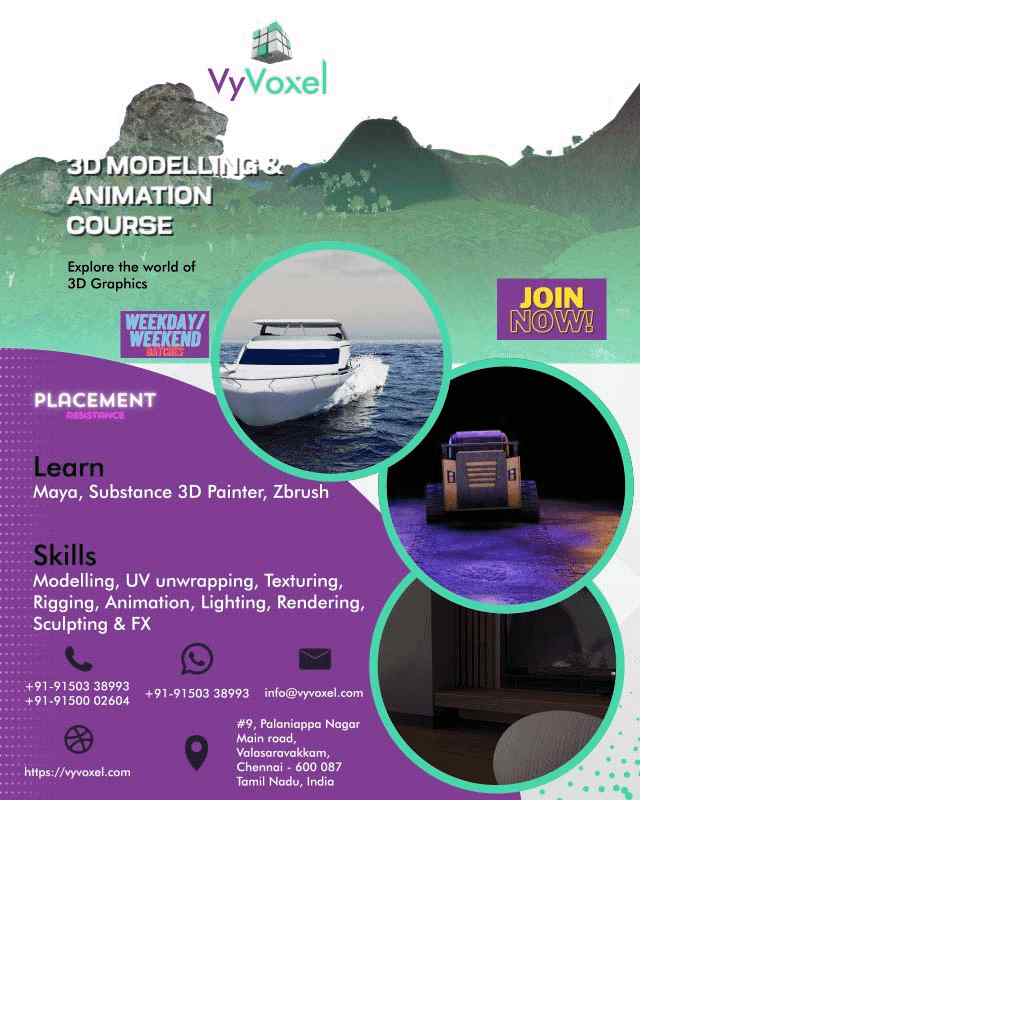 VyVoxel
3D MODELLING &
ANIMATION
COURSE
Explore the world of
3D Graphics
WEEKDAY/
WEEKEND
BATCHES
JOIN
NOW!
PLACEMENT
ASSISTANCE
Learn
Maya, Substance 3D Painter, Zbrush
Skills
Modelling, UV unwrapping, Texturing,
Rigging, Animation, Lighting, Rendering,
Sculpting & FX
+91-91503 38993
+91-91500 02604
+91-91503 38993
info@vyvoxel.com
https://vyvoxel.com
#9, Palaniappa Nagar
Main road,
Valasaravakkam,
Chennai - 600 087
Tamil Nadu, India